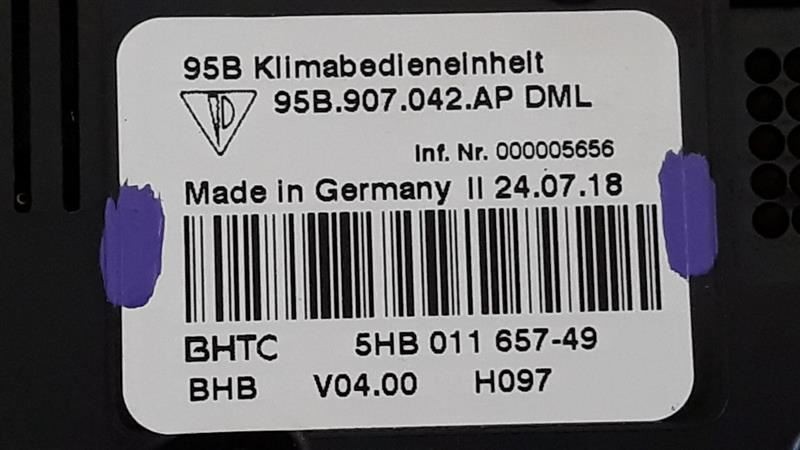 95B Klimabedieneinheit
95B.907.042.AP DML
Inf. Nr. 000005656
Made in Germany II 24.07.18
BHTC 5HB 011 657-49
BHB V04.00 H097